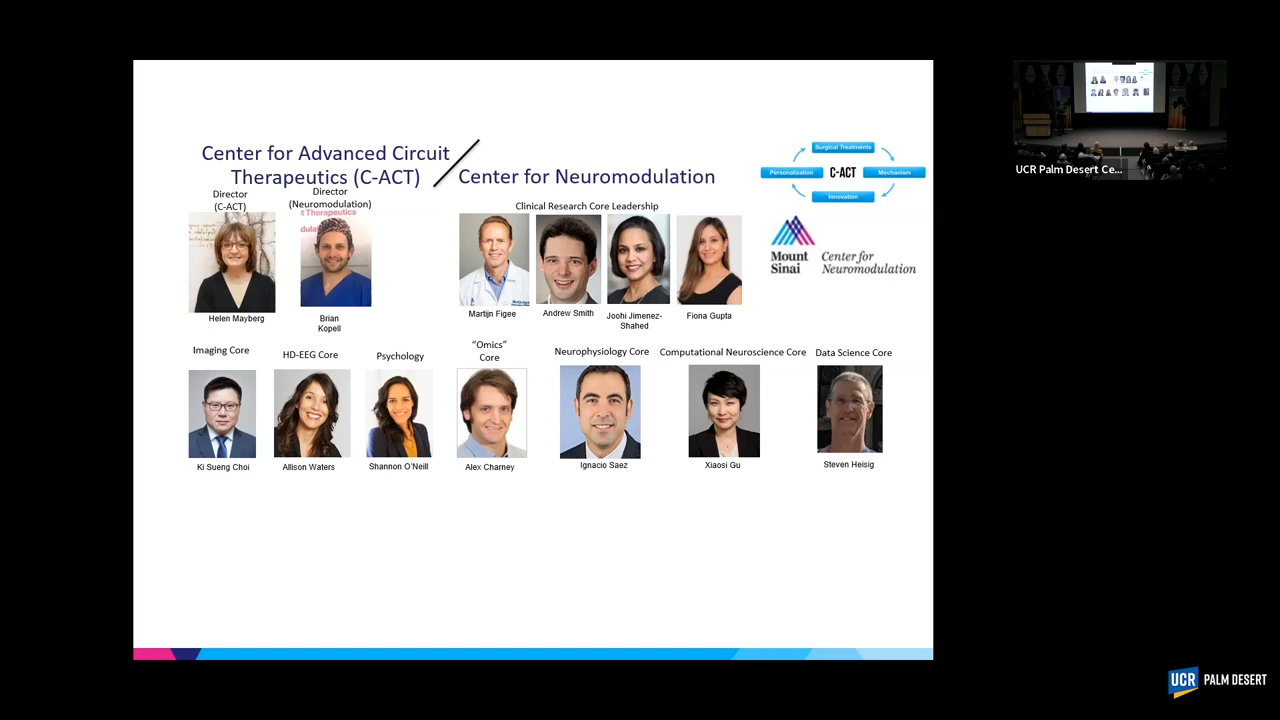 Center for Advanced Circuit
Therapeutics (C-ACT)
Center for Neuromodulation
Director
(C-ACT)
Director
(Neuromodulation)
Clinical Research Core Leadership
Surgical Treatments
Personalization
C-ACT
Mechanism
Innovation
Mount
Sinai
Center for
Neuromodulation
t Therapeutics
Helen Mayberg
Brian
Kopell
Martijn Figee
Andrew Smith
Joohi Jimenez-
Shahed
Fiona Gupta
Imaging Core
HD-EEG Core
Psychology
"Omics"
Core
Neurophysiology Core
Computational Neuroscience Core
Data Science Core
Ki Sueng Choi
Allison Waters
Shannon O'Neill
Alex Charney
Ignacio Saez
Xiaosi Gu
Steven Heisig
UCR Palm Desert Ce...
UCR PALM DESERT